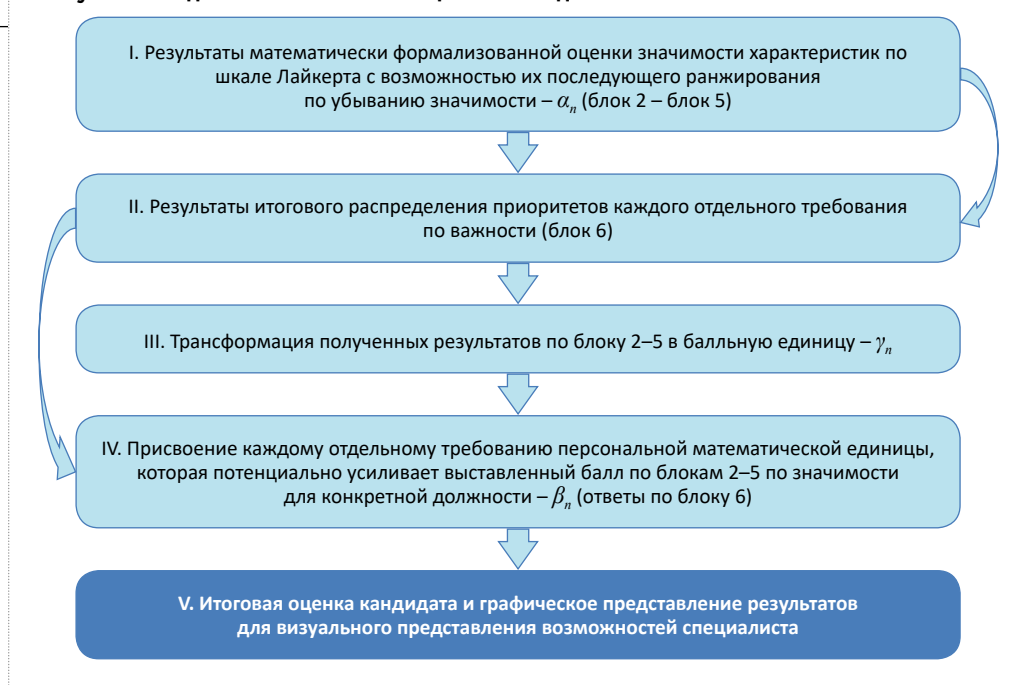 I. Результаты математически формализованной оценки значимости характеристик по
шкале Лайкерта с возможностью их последующего ранжирования
по убыванию значимости – αₙ (блок 2 – блок 5)
II. Результаты итогового распределения приоритетов каждого отдельного требования
по важности (блок 6)
III. Трансформация полученных результатов по блоку 2–5 в балльную единицу – γₙ
IV. Присвоение каждому отдельному требованию персональной математической единицы,
которая потенциально усиливает выставленный балл по блокам 2–5 по значимости
для конкретной должности – βₙ (ответы по блоку 6)
V. Итоговая оценка кандидата и графическое представление результатов
для визуального представления возможностей специалиста